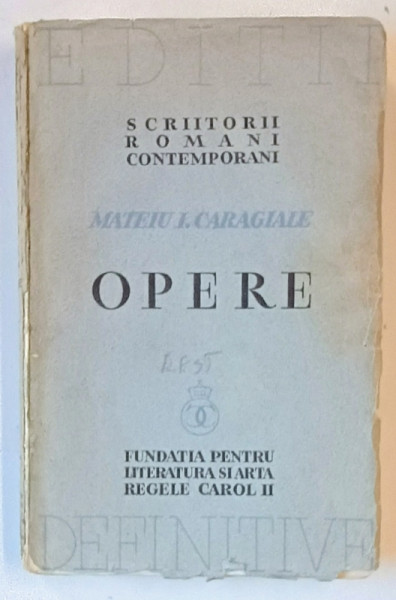 EDITII
SCRIITORII
ROMANI
CONTEMPORANI
MATEIU I. CARAGIALE
OPERE
FUNDATIA PENTRU
LITERATURA SI ARTA
REGELE CAROL II
DEFINITIVE